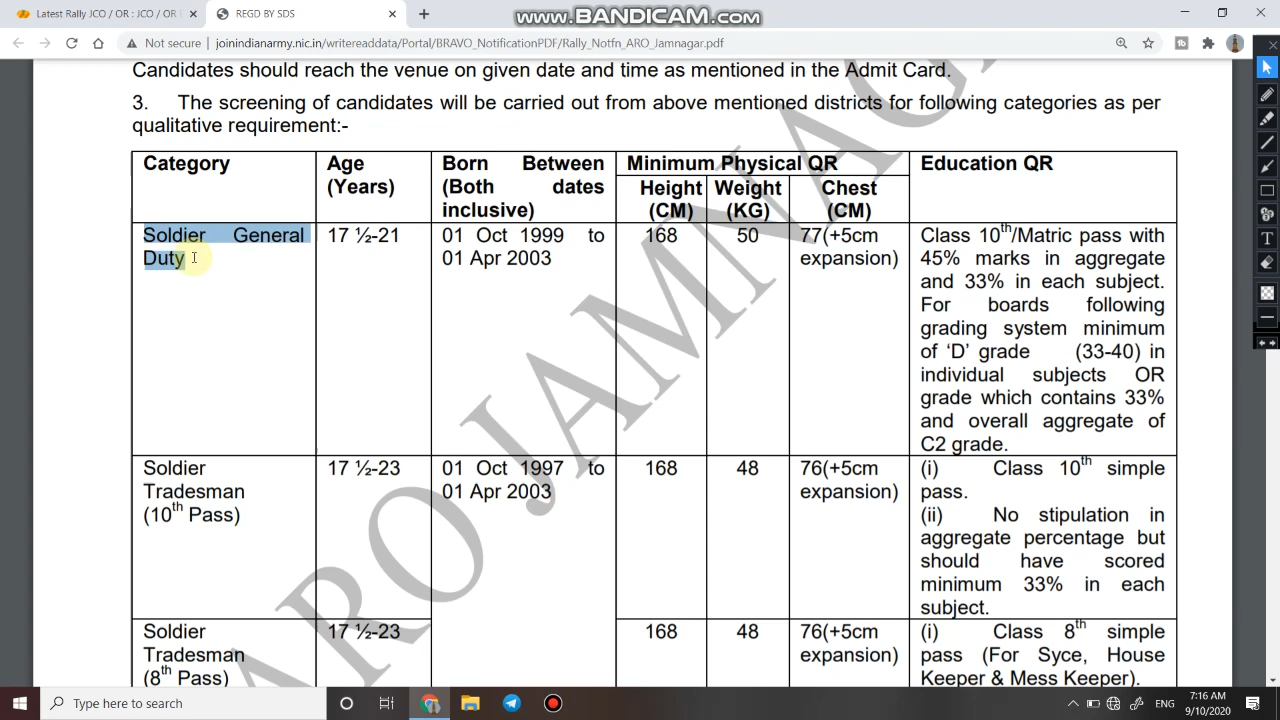 Latest Rally JCO / OR : JCO / OR E
REGD BY SDS
www.BANDICAM.com
Not secure
joinindianarmy.nic.in/writereaddata/Portal/BRAVO_NotificationPDF/Rally_Notfn_ARO_Jamnagar.pdf
Candidates should reach the venue on given date and time as mentioned in the Admit Card.
3. The screening of candidates will be carried out from above mentioned districts for following categories as per
qualitative requirement:-
Category
Age
(Years)
Born Between
(Both dates
inclusive)
Minimum Physical QR
Height
(CM)
Weight
(KG)
Chest
(CM)
Education QR
Soldier General
Duty
17 ½-21
01 Oct 1999 to
01 Apr 2003
168
50
77(+5cm
expansion)
Class 10th/Matric pass with
45% marks in aggregate
and 33% in each subject.
For boards following
grading system minimum
of ‘D’ grade (33-40) in
individual subjects OR
grade which contains 33%
and overall aggregate of
C2 grade.
Soldier
Tradesman
(10th Pass)
17 ½-23
01 Oct 1997 to
01 Apr 2003
168
48
76(+5cm
expansion)
(i) Class 10th simple
pass.
(ii) No stipulation in
aggregate percentage but
should have scored
minimum 33% in each
subject.
Soldier
Tradesman
(8th Pass)
17 ½-23
168
48
76(+5cm
expansion)
(i) Class 8th simple
pass (For Syce, House
Keeper & Mess Keeper).
ARO JAMNAG
Type here to search
ENG
7:16 AM
9/10/2020